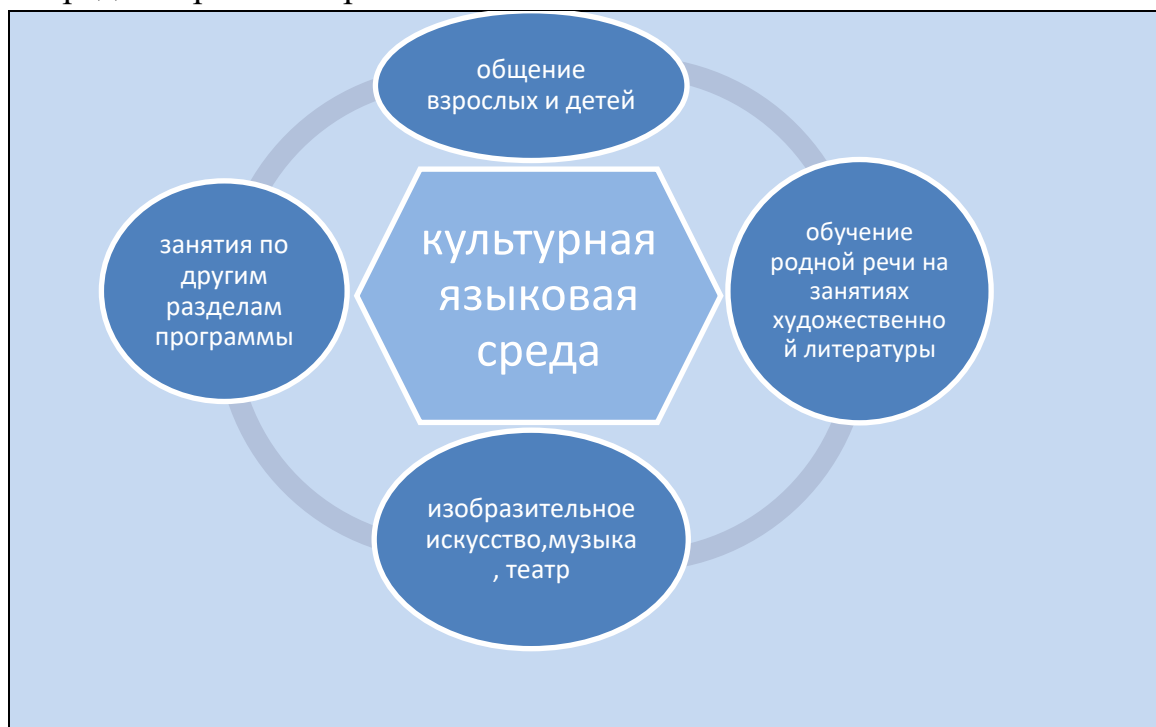 общение
взрослых и детей
культурная
языковая
среда
обучение
родной речи на
занятиях
художественно
й литературы
изобразительное
искусство,музыка
, театр
занятия по
другим
разделам
программы